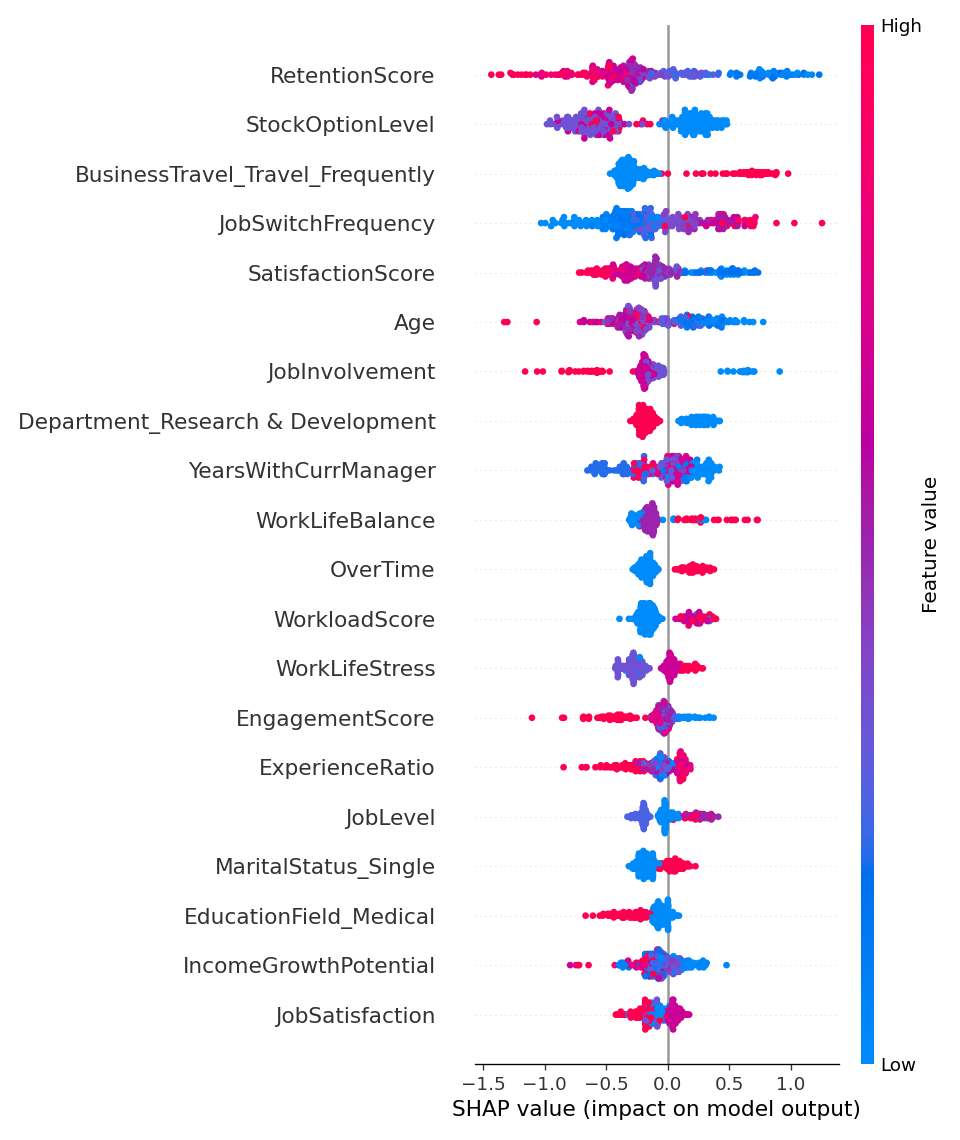 High
RetentionScore
StockOptionLevel
BusinessTravel_Travel_Frequently
JobSwitchFrequency
SatisfactionScore
Age
JobInvolvement
Department_Research & Development
YearsWithCurrManager
WorkLifeBalance
OverTime
WorkloadScore
WorkLifeStress
EngagementScore
ExperienceRatio
JobLevel
MaritalStatus_Single
EducationField_Medical
IncomeGrowthPotential
JobSatisfaction
Feature value
Low
−1.5 −1.0 −0.5 0.0 0.5 1.0
SHAP value (impact on model output)